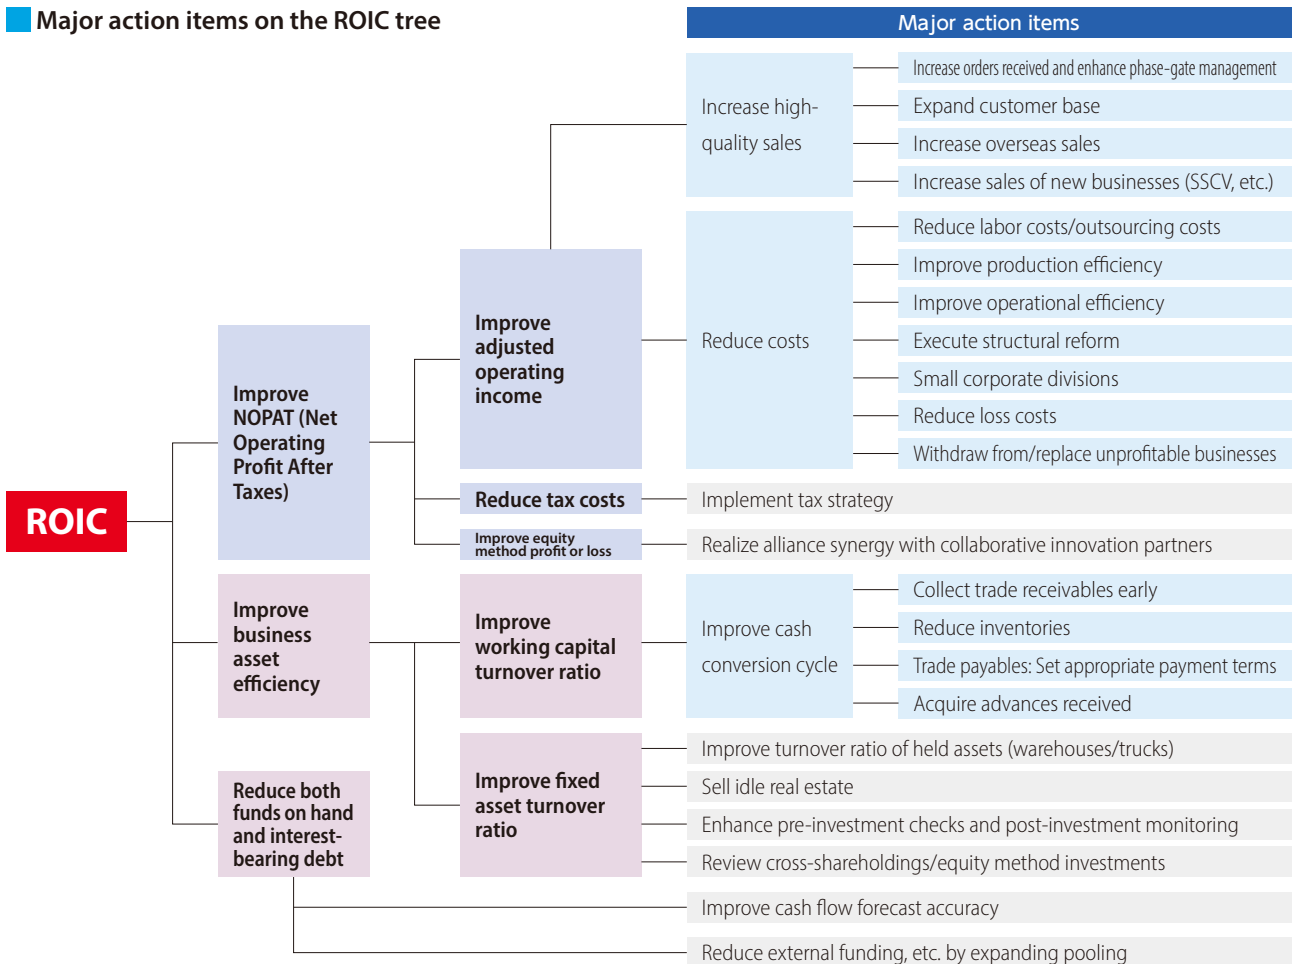 Major action items on the ROIC tree
Major action items
ROIC
Improve
NOPAT (Net
Operating
Profit After
Taxes)
Improve
adjusted
operating
income
Increase high-
quality sales
Increase orders received and enhance phase-gate management
Expand customer base
Increase overseas sales
Increase sales of new businesses (SSCV, etc.)
Reduce costs
Reduce labor costs/outsourcing costs
Improve production efficiency
Improve operational efficiency
Execute structural reform
Small corporate divisions
Reduce loss costs
Withdraw from/replace unprofitable businesses
Reduce tax costs
Implement tax strategy
Improve equity
method profit or loss
Realize alliance synergy with collaborative innovation partners
Improve
business
asset
efficiency
Improve
working capital
turnover ratio
Improve cash
conversion cycle
Collect trade receivables early
Reduce inventories
Trade payables: Set appropriate payment terms
Acquire advances received
Improve fixed
asset turnover
ratio
Improve turnover ratio of held assets (warehouses/trucks)
Sell idle real estate
Enhance pre-investment checks and post-investment monitoring
Review cross-shareholdings/equity method investments
Reduce both
funds on hand
and interest-
bearing debt
Improve cash flow forecast accuracy
Reduce external funding, etc. by expanding pooling